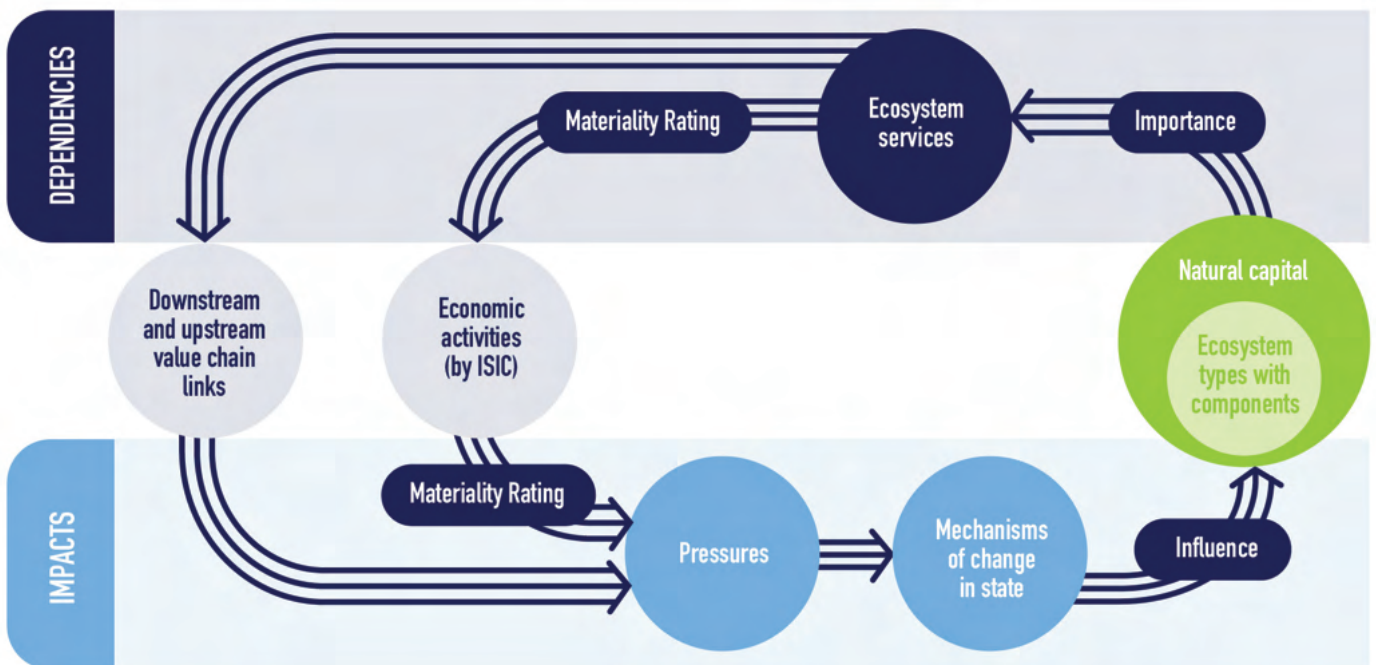 DEPENDENCIES
Materiality Rating
Ecosystem
services
Importance
Downstream
and upstream
value chain
links
Economic
activities
(by ISIC)
Natural capital
Ecosystem
types with
components
IMPACTS
Materiality Rating
Pressures
Mechanisms
of change
in state
Influence